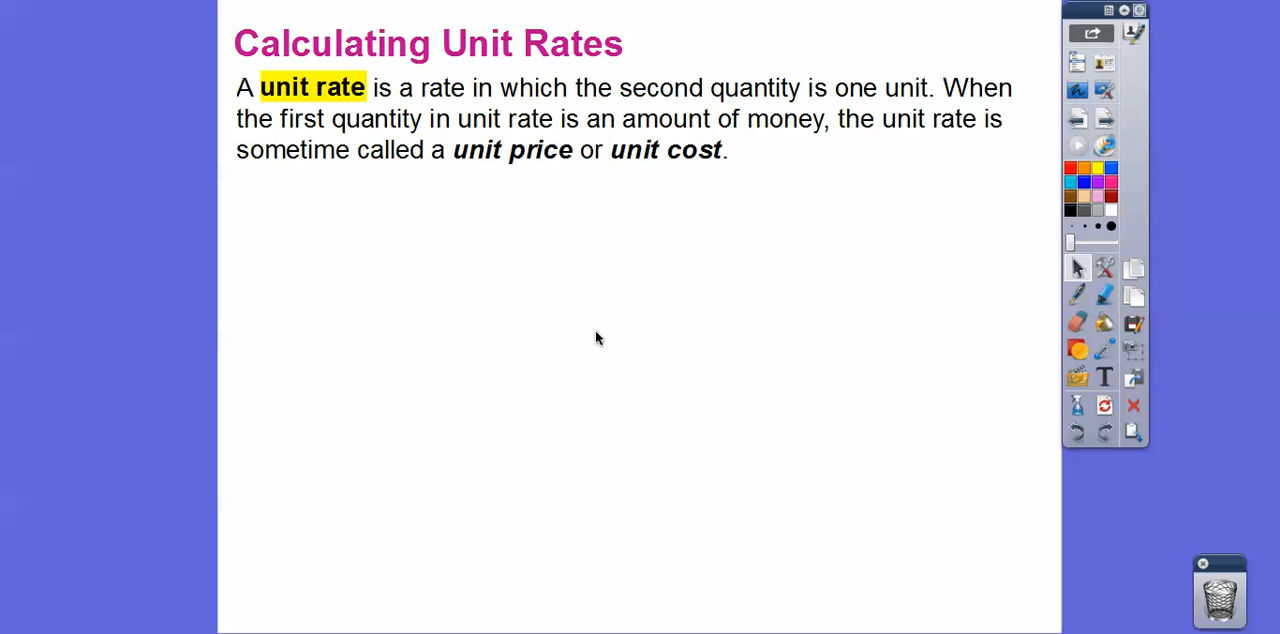 Calculating Unit Rates
A unit rate is a rate in which the second quantity is one unit. When
the first quantity in unit rate is an amount of money, the unit rate is
sometime called a unit price or unit cost.